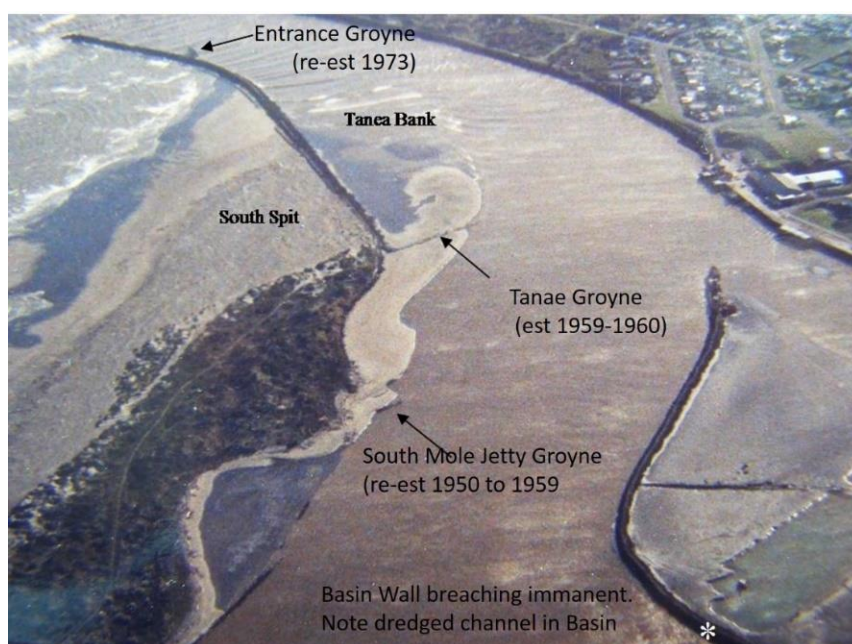 Entrance Groyne
(re-est 1973)
Tanea Bank
South Spit
Tanae Groyne
(est 1959-1960)
South Mole Jetty Groyne
(re-est 1950 to 1959
Basin Wall breaching immanent.
Note dredged channel in Basin
*